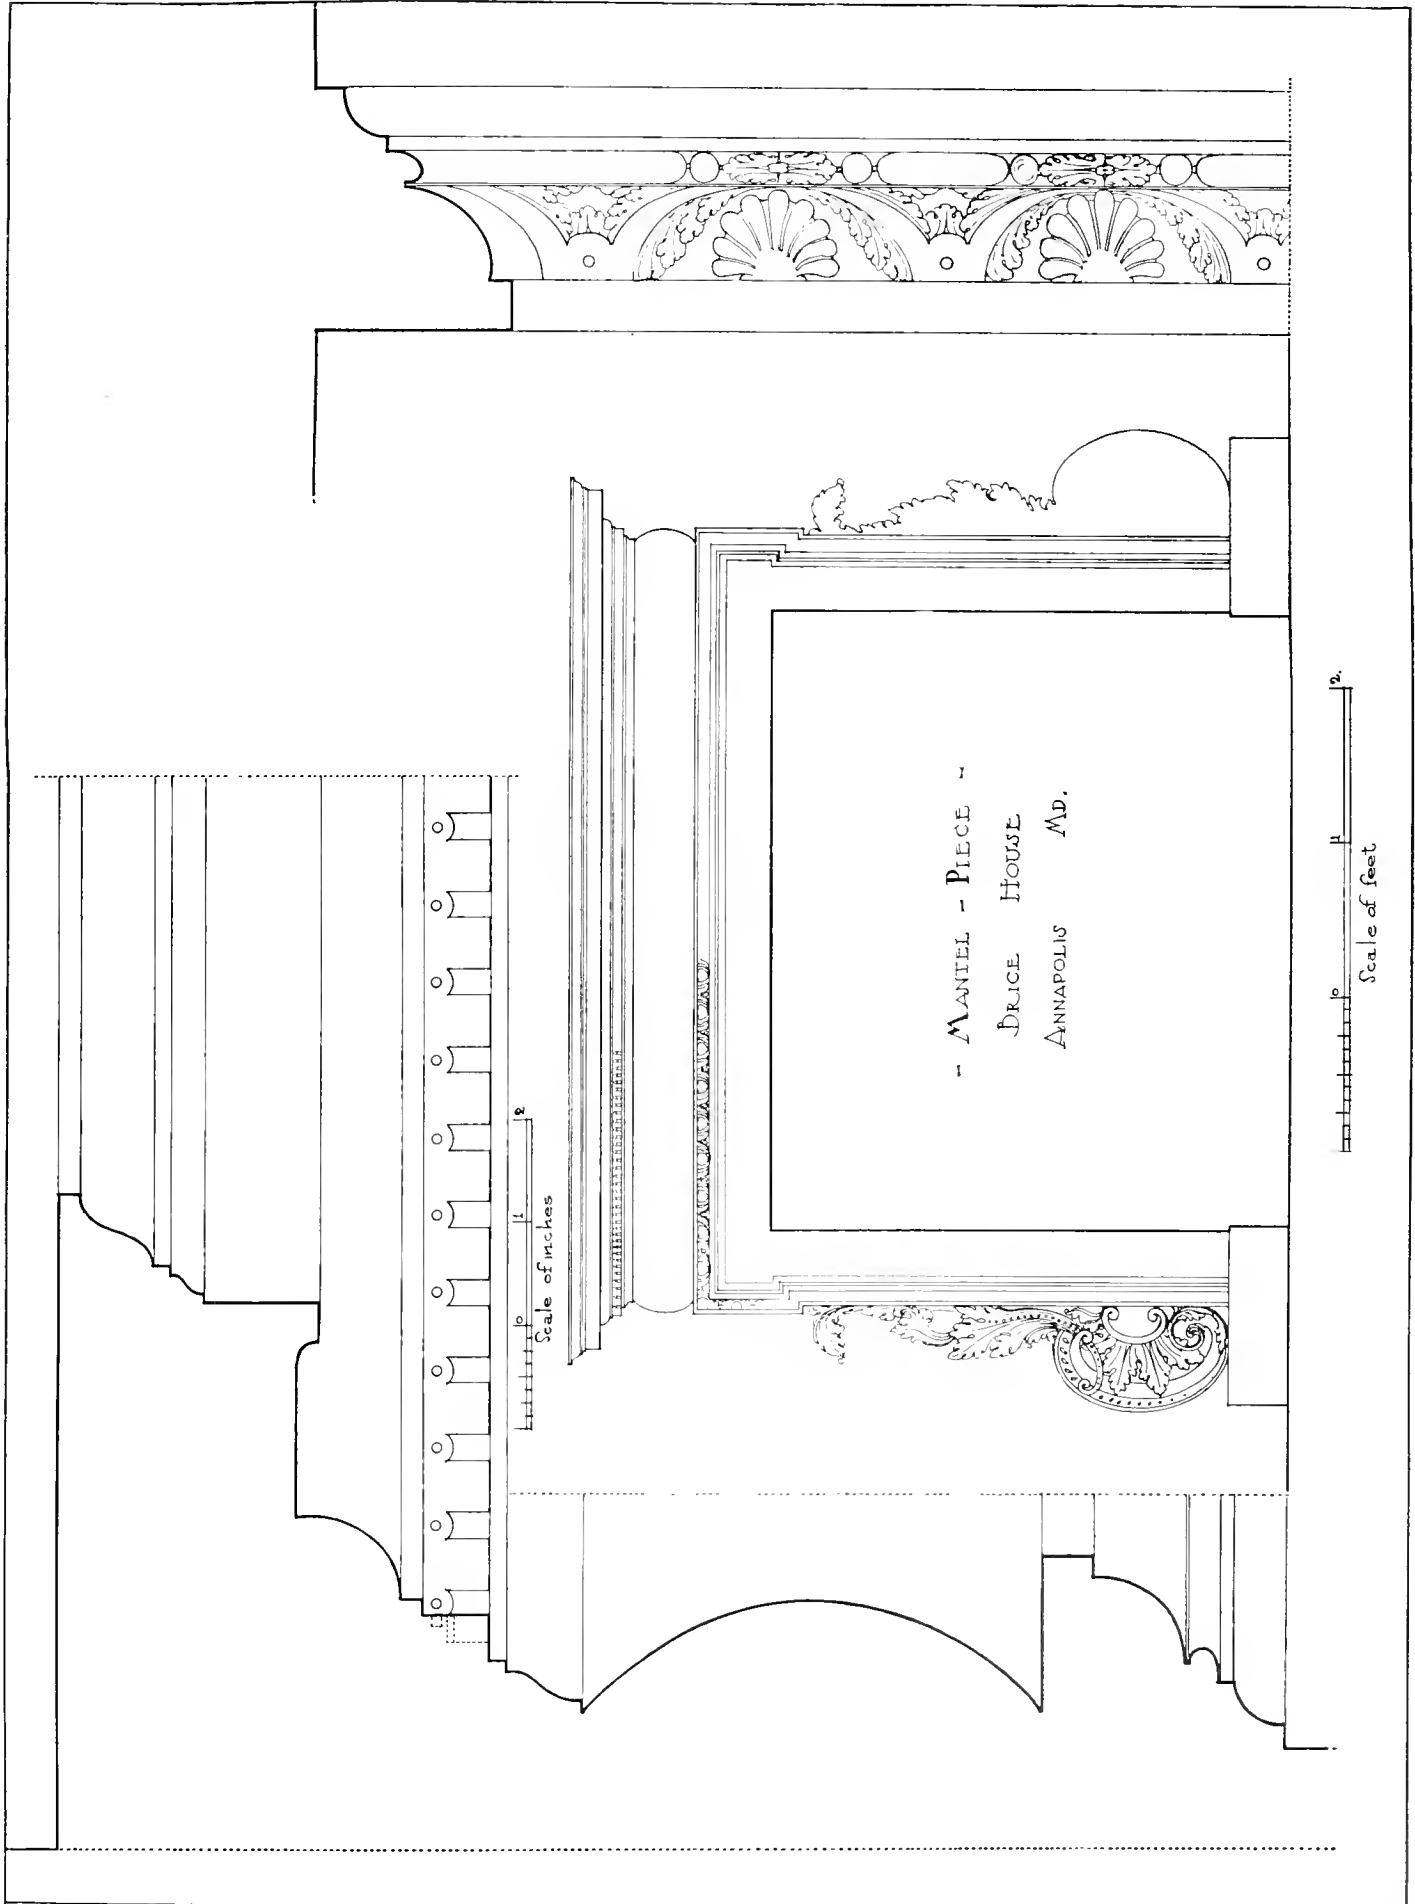 - MANTEL - PIECE -
BRICE HOUSE
ANNAPOLIS MD.
0 1 2
Scale of inches
0 1 2.
Scale of feet